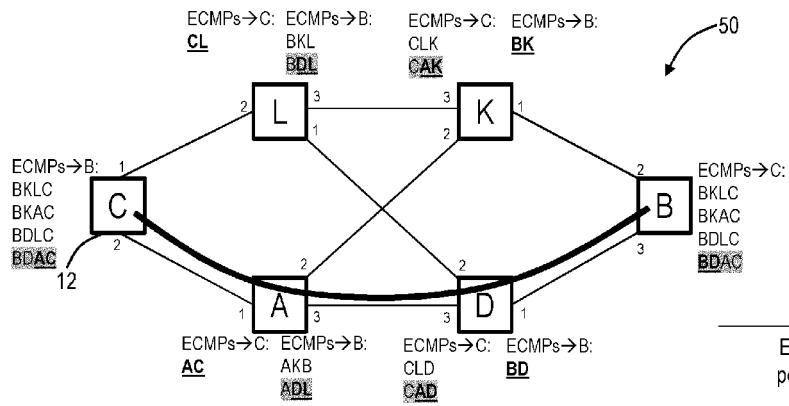 ECMPs→C: ECMPs→B:
CL BKL
BDL
ECMPs→C: ECMPs→B:
CLK BK
CAK
50
2 L 3
1
3 K 1
2
ECMPs→B:
BKLC
BKAC
BDLC
BDAC
1
C
2
12
2
B
3
ECMPs→C:
BKLC
BKAC
BDLC
BDAC
2
1 A 3
2
3 D 1
ECMPs→C: ECMPs→B:
AC AKB
ADL
ECMPs→C: ECMPs→B:
CLD BD
CAD